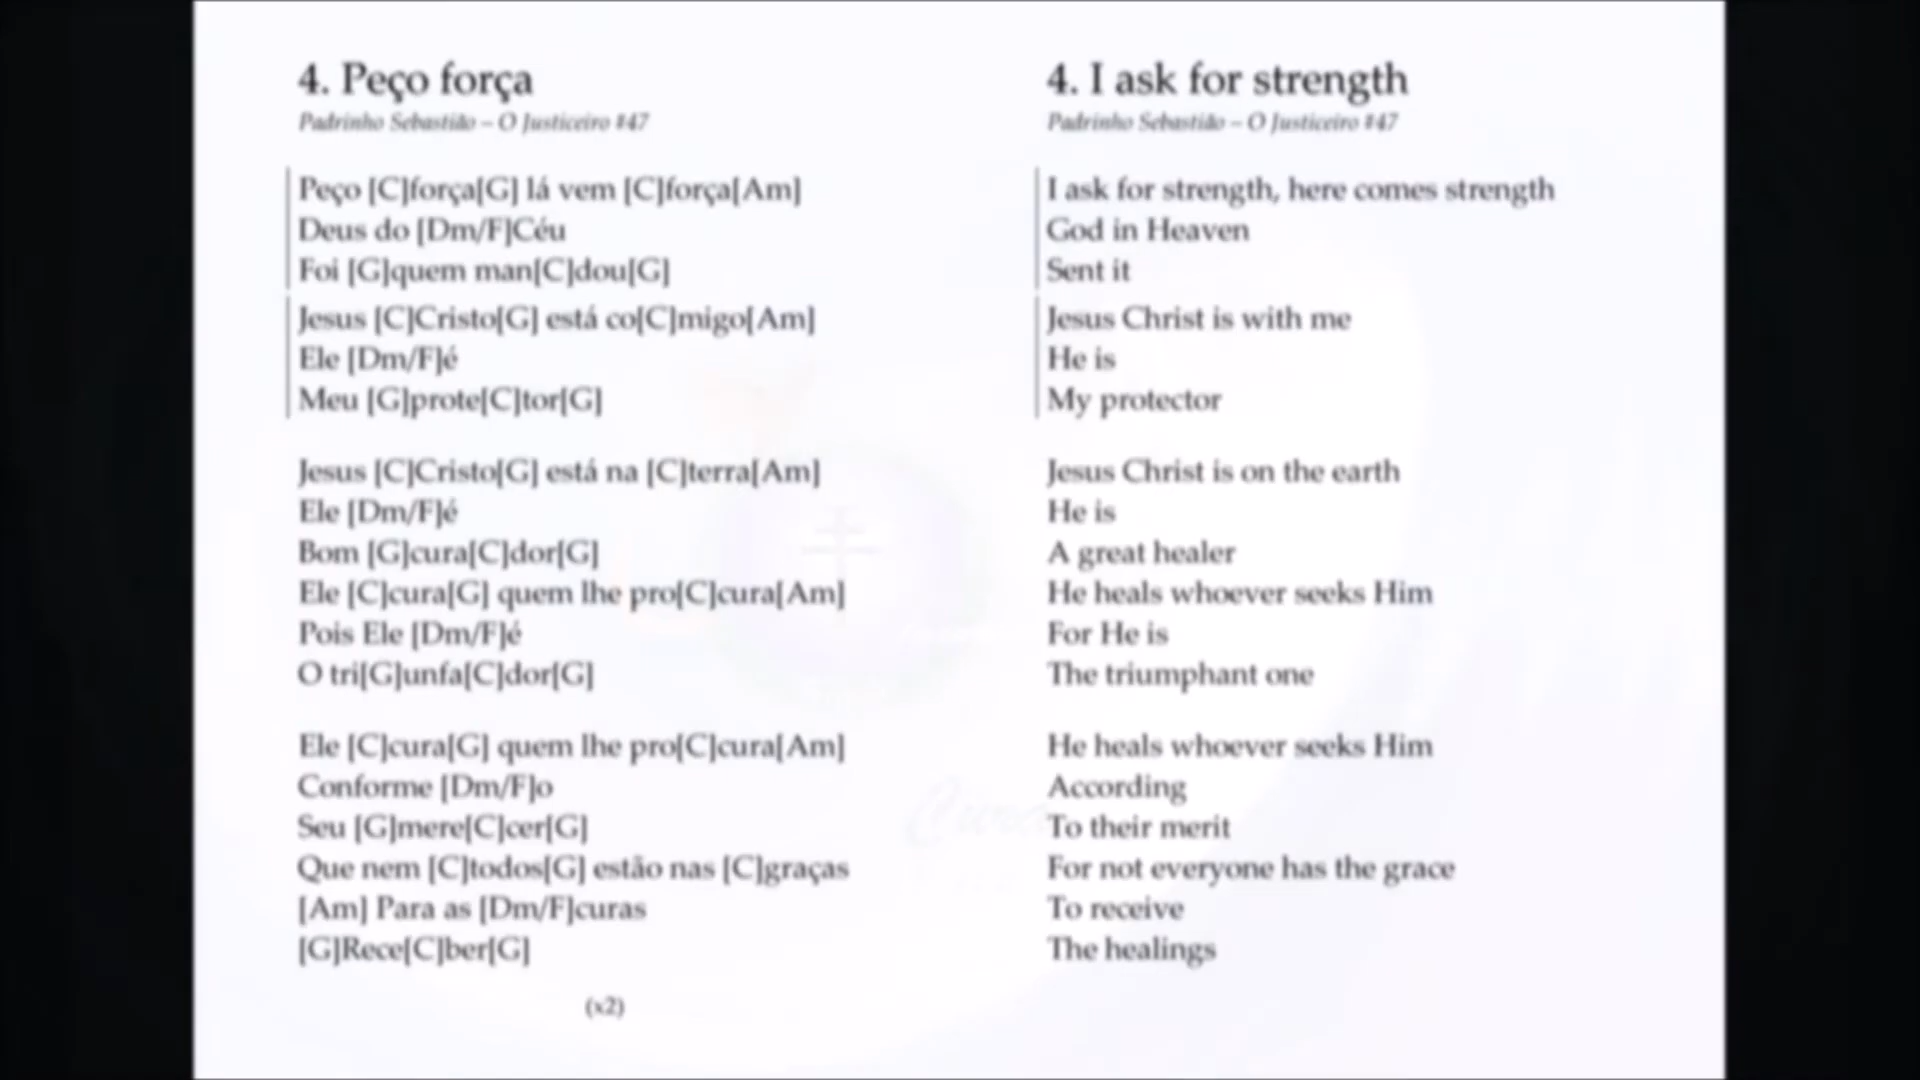 4. Peço força
Padrinho Sebastião – O Justiceiro #47
Peço [C]força[G] lá vem [C]força[Am]
Deus do [Dm/F]Céu
Foi [G]quem man[C]dou[G]
Jesus [C]Cristo[G] está co[C]migo[Am]
Ele [Dm/F]é
Meu [G]prote[C]tor[G]
Jesus [C]Cristo[G] está na [C]terra[Am]
Ele [Dm/F]é
Bom [G]cura[C]dor[G]
Ele [C]cura[G] quem lhe pro[C]cura[Am]
Pois Ele [Dm/F]é
O tri[G]unfa[C]dor[G]
Ele [C]cura[G] quem lhe pro[C]cura[Am]
Conforme [Dm/F]o
Seu [G]mere[C]cer[G]
Que nem [C]todos[G] estão nas [C]graças
[Am] Para as [Dm/F]curas
[G]Rece[C]ber[G]
(x2)
4. I ask for strength
Padrinho Sebastião – O Justiceiro #47
I ask for strength, here comes strength
God in Heaven
Sent it
Jesus Christ is with me
He is
My protector
Jesus Christ is on the earth
He is
A great healer
He heals whoever seeks Him
For He is
The triumphant one
He heals whoever seeks Him
According
To their merit
For not everyone has the grace
To receive
The healings